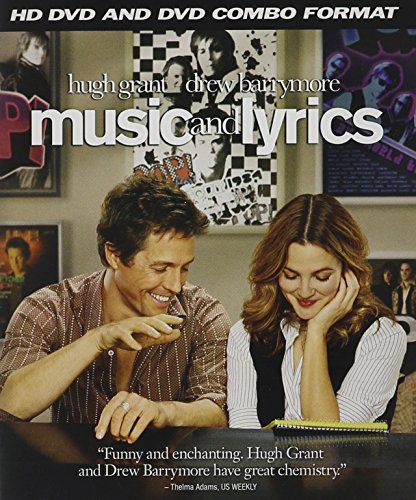 HD DVD AND DVD COMBO FORMAT
hugh grant drew barrymore
music and lyrics
POP!
"Funny and enchanting. Hugh Grant
and Drew Barrymore have great chemistry."
– Thelma Adams, US WEEKLY